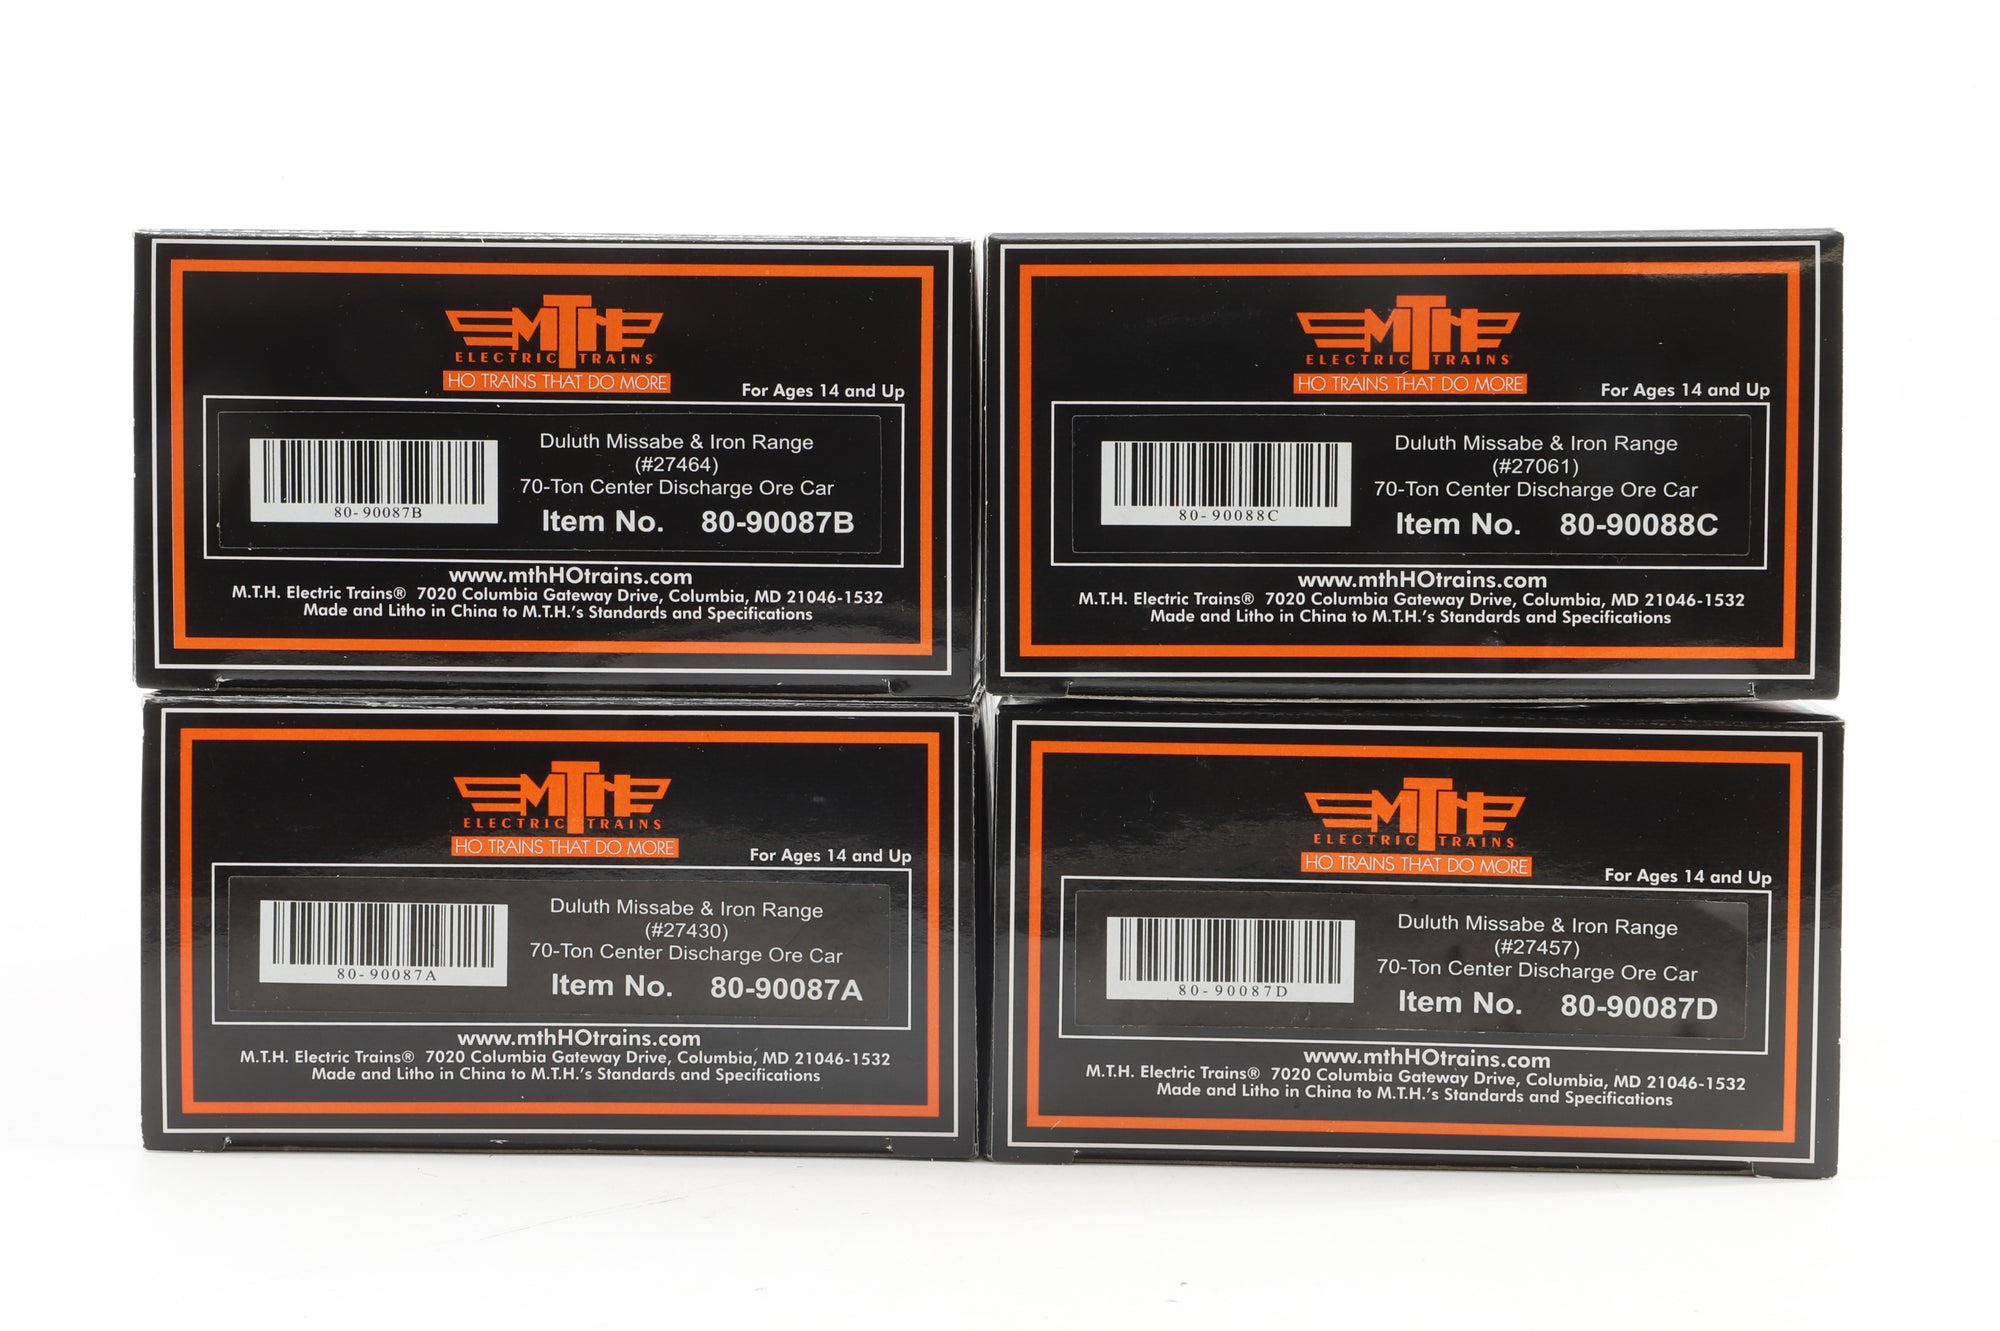 MTH
ELECTRIC TRAINS
HO TRAINS THAT DO MORE
For Ages 14 and Up
Duluth Missabe & Iron Range
(#27464)
70-Ton Center Discharge Ore Car
80-90087B
Item No. 80-90087B
www.mthHOtrains.com
M.T.H. Electric Trains® 7020 Columbia Gateway Drive, Columbia, MD 21046-1532
Made and Litho in China to M.T.H.'s Standards and Specifications
MTH
ELECTRIC TRAINS
HO TRAINS THAT DO MORE
For Ages 14 and Up
Duluth Missabe & Iron Range
(#27061)
70-Ton Center Discharge Ore Car
80-90088C
Item No. 80-90088C
www.mthHOtrains.com
M.T.H. Electric Trains® 7020 Columbia Gateway Drive, Columbia, MD 21046-1532
Made and Litho in China to M.T.H.'s Standards and Specifications
MTH
ELECTRIC TRAINS
HO TRAINS THAT DO MORE
For Ages 14 and Up
Duluth Missabe & Iron Range
(#27430)
70-Ton Center Discharge Ore Car
80-90087A
Item No. 80-90087A
www.mthHOtrains.com
M.T.H. Electric Trains® 7020 Columbia Gateway Drive, Columbia, MD 21046-1532
Made and Litho in China to M.T.H.'s Standards and Specifications
MTH
ELECTRIC TRAINS
HO TRAINS THAT DO MORE
For Ages 14 and Up
Duluth Missabe & Iron Range
(#27457)
70-Ton Center Discharge Ore Car
80-90087D
Item No. 80-90087D
www.mthHOtrains.com
M.T.H. Electric Trains® 7020 Columbia Gateway Drive, Columbia, MD 21046-1532
Made and Litho in China to M.T.H.'s Standards and Specifications